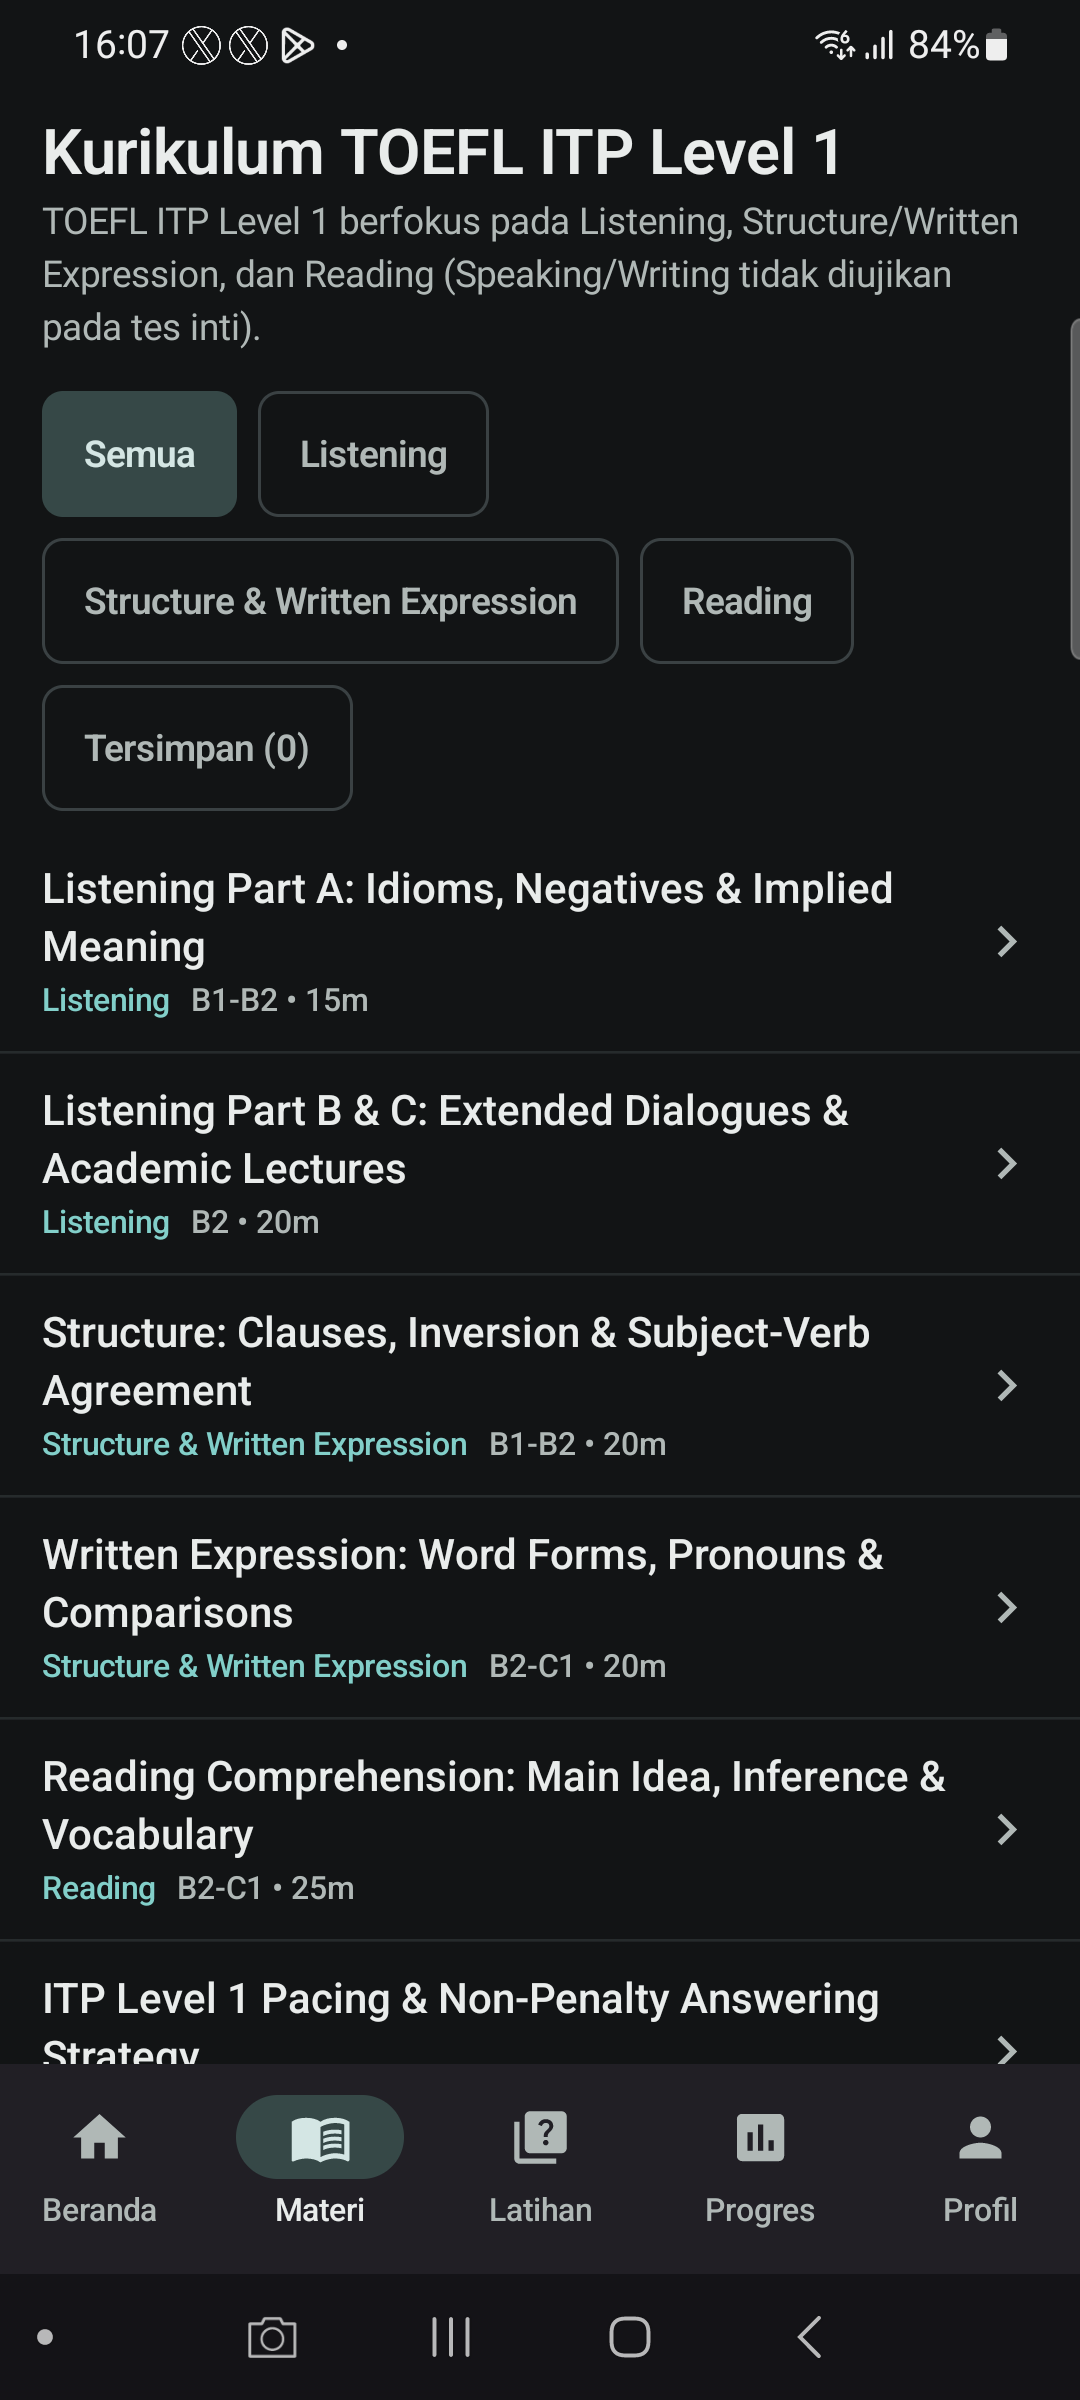 16:07
84%
Kurikulum TOEFL ITP Level 1
TOEFL ITP Level 1 berfokus pada Listening, Structure/Written
Expression, dan Reading (Speaking/Writing tidak diujikan
pada tes inti).
Semua
Listening
Structure & Written Expression
Reading
Tersimpan (0)
Listening Part A: Idioms, Negatives & Implied
Meaning
Listening B1-B2 • 15m
Listening Part B & C: Extended Dialogues &
Academic Lectures
Listening B2 • 20m
Structure: Clauses, Inversion & Subject-Verb
Agreement
Structure & Written Expression B1-B2 • 20m
Written Expression: Word Forms, Pronouns &
Comparisons
Structure & Written Expression B2-C1 • 20m
Reading Comprehension: Main Idea, Inference &
Vocabulary
Reading B2-C1 • 25m
ITP Level 1 Pacing & Non-Penalty Answering
Strategy
Beranda
Materi
Latihan
Progres
Profil